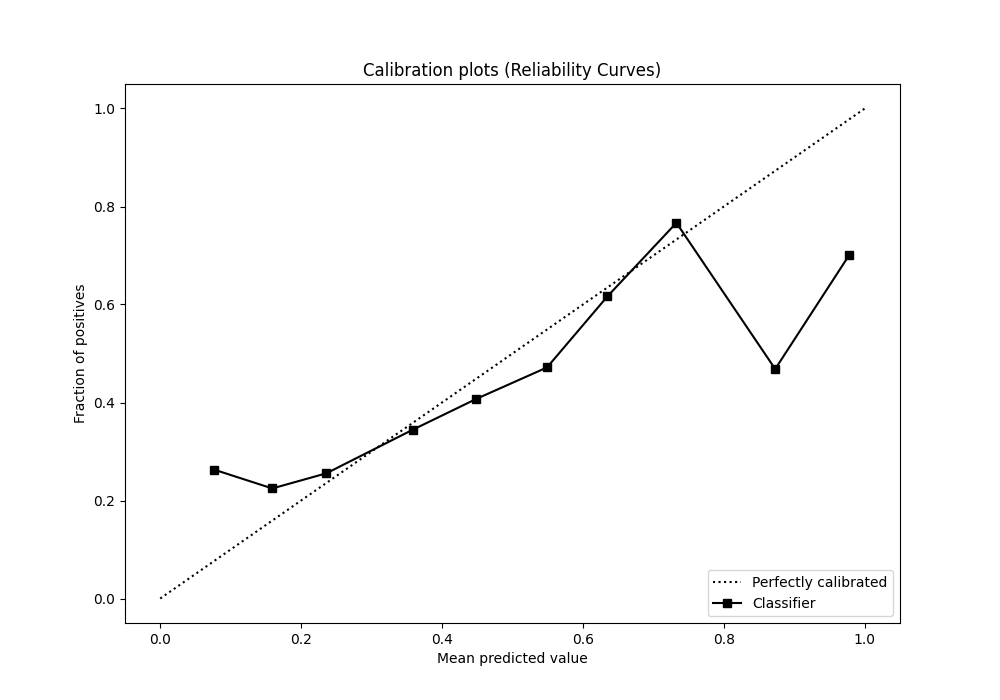 Calibration plots (Reliability Curves)
1.0
0.8
0.6
0.4
0.2
0.0
Fraction of positives
0.0 0.2 0.4 0.6 0.8 1.0
Mean predicted value
Perfectly calibrated
Classifier